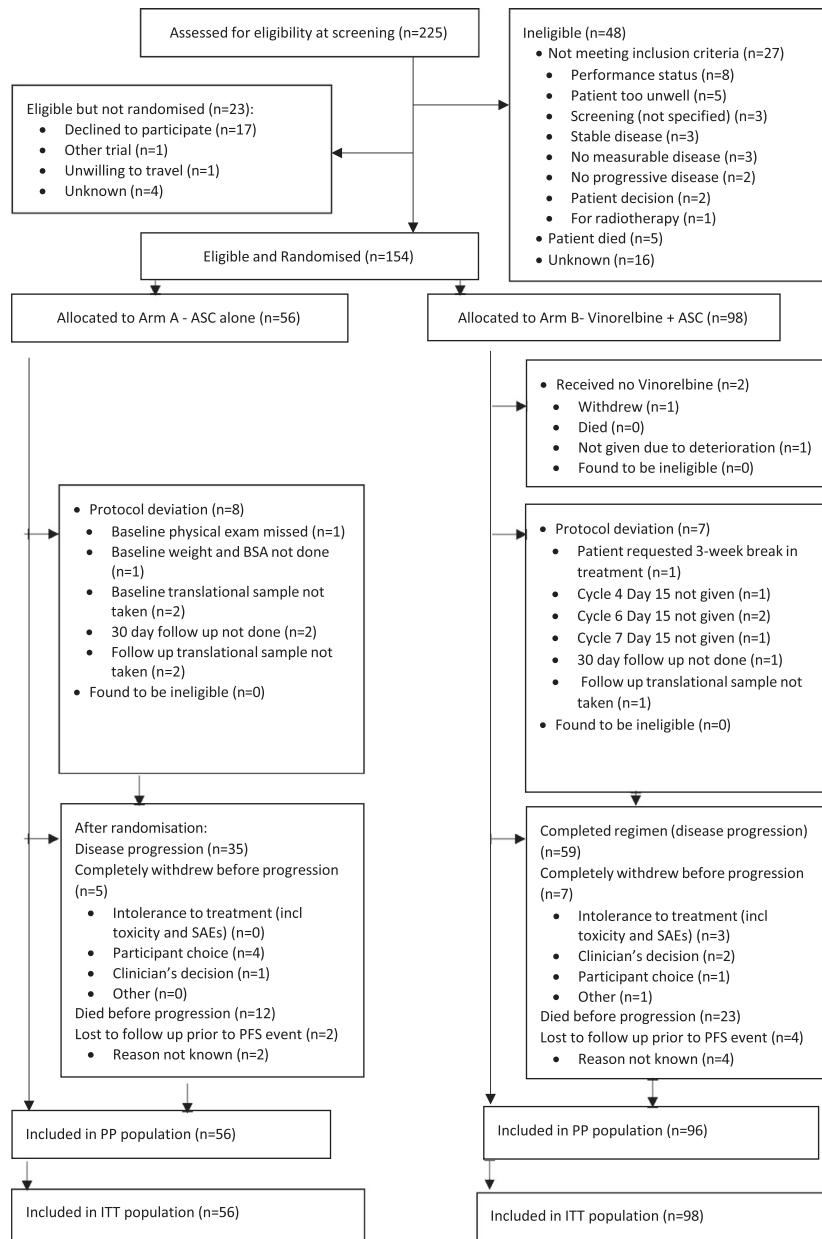 Assessed for eligibility at screening (n=225)
Ineligible (n=48)
• Not meeting inclusion criteria (n=27)
• Performance status (n=8)
• Patient too unwell (n=5)
• Screening (not specified) (n=3)
• Stable disease (n=3)
• No measurable disease (n=3)
• No progressive disease (n=2)
• Patient decision (n=2)
• For radiotherapy (n=1)
• Patient died (n=5)
• Unknown (n=16)
Eligible but not randomised (n=23):
• Declined to participate (n=17)
• Other trial (n=1)
• Unwilling to travel (n=1)
• Unknown (n=4)
Eligible and Randomised (n=154)
Allocated to Arm A - ASC alone (n=56)
Allocated to Arm B- Vinorelbine + ASC (n=98)
• Received no Vinorelbine (n=2)
• Withdrew (n=1)
• Died (n=0)
• Not given due to deterioration (n=1)
• Found to be ineligible (n=0)
• Protocol deviation (n=8)
• Baseline physical exam missed (n=1)
• Baseline weight and BSA not done
(n=1)
• Baseline translational sample not
taken (n=2)
• 30 day follow up not done (n=2)
• Follow up translational sample not
taken (n=2)
• Found to be ineligible (n=0)
• Protocol deviation (n=7)
• Patient requested 3-week break in
treatment (n=1)
• Cycle 4 Day 15 not given (n=1)
• Cycle 6 Day 15 not given (n=2)
• Cycle 7 Day 15 not given (n=1)
• 30 day follow up not done (n=1)
• Follow up translational sample not
taken (n=1)
• Found to be ineligible (n=0)
After randomisation:
Disease progression (n=35)
Completely withdrew before progression
(n=5)
• Intolerance to treatment (incl
toxicity and SAEs) (n=0)
• Participant choice (n=4)
• Clinician's decision (n=1)
• Other (n=0)
Died before progression (n=12)
Lost to follow up prior to PFS event (n=2)
• Reason not known (n=2)
Completed regimen (disease progression)
(n=59)
Completely withdrew before progression
(n=7)
• Intolerance to treatment (incl
toxicity and SAEs) (n=3)
• Clinician's decision (n=2)
• Participant choice (n=1)
• Other (n=1)
Died before progression (n=23)
Lost to follow up prior to PFS event (n=4)
• Reason not known (n=4)
Included in PP population (n=56)
Included in PP population (n=96)
Included in ITT population (n=56)
Included in ITT population (n=98)